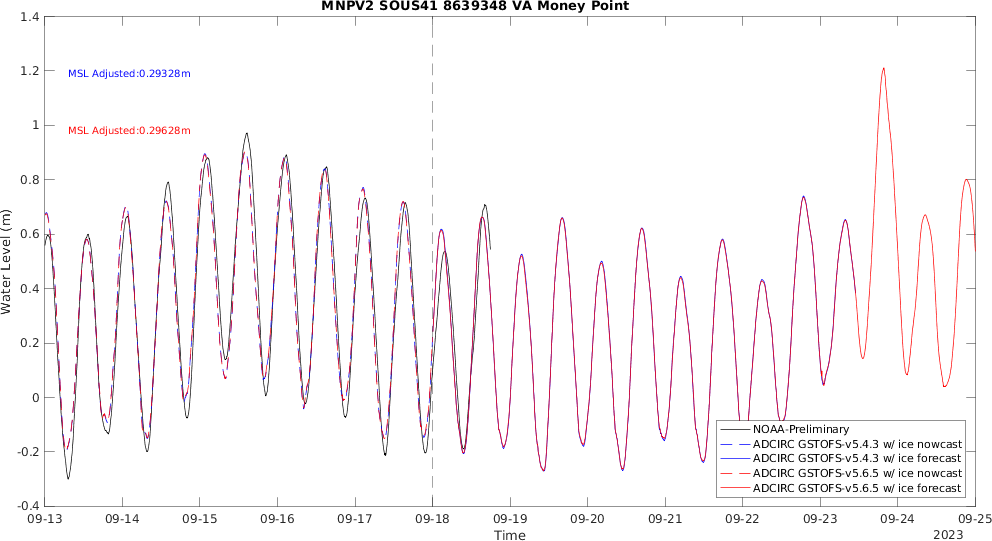 MNPV2 SOUS41 8639348 VA Money Point
1.4
1.2
1
0.8
0.6
0.4
0.2
0
-0.2
-0.4
Water Level (m)
MSL Adjusted:0.29328m
MSL Adjusted:0.29628m
NOAA-Preliminary
ADCIRC GSTOFS-v5.4.3 w/ ice nowcast
ADCIRC GSTOFS-v5.4.3 w/ ice forecast
ADCIRC GSTOFS-v5.6.5 w/ ice nowcast
ADCIRC GSTOFS-v5.6.5 w/ ice forecast
09-13 09-14 09-15 09-16 09-17 09-18 09-19 09-20 09-21 09-22 09-23 09-24 09-25
Time
2023